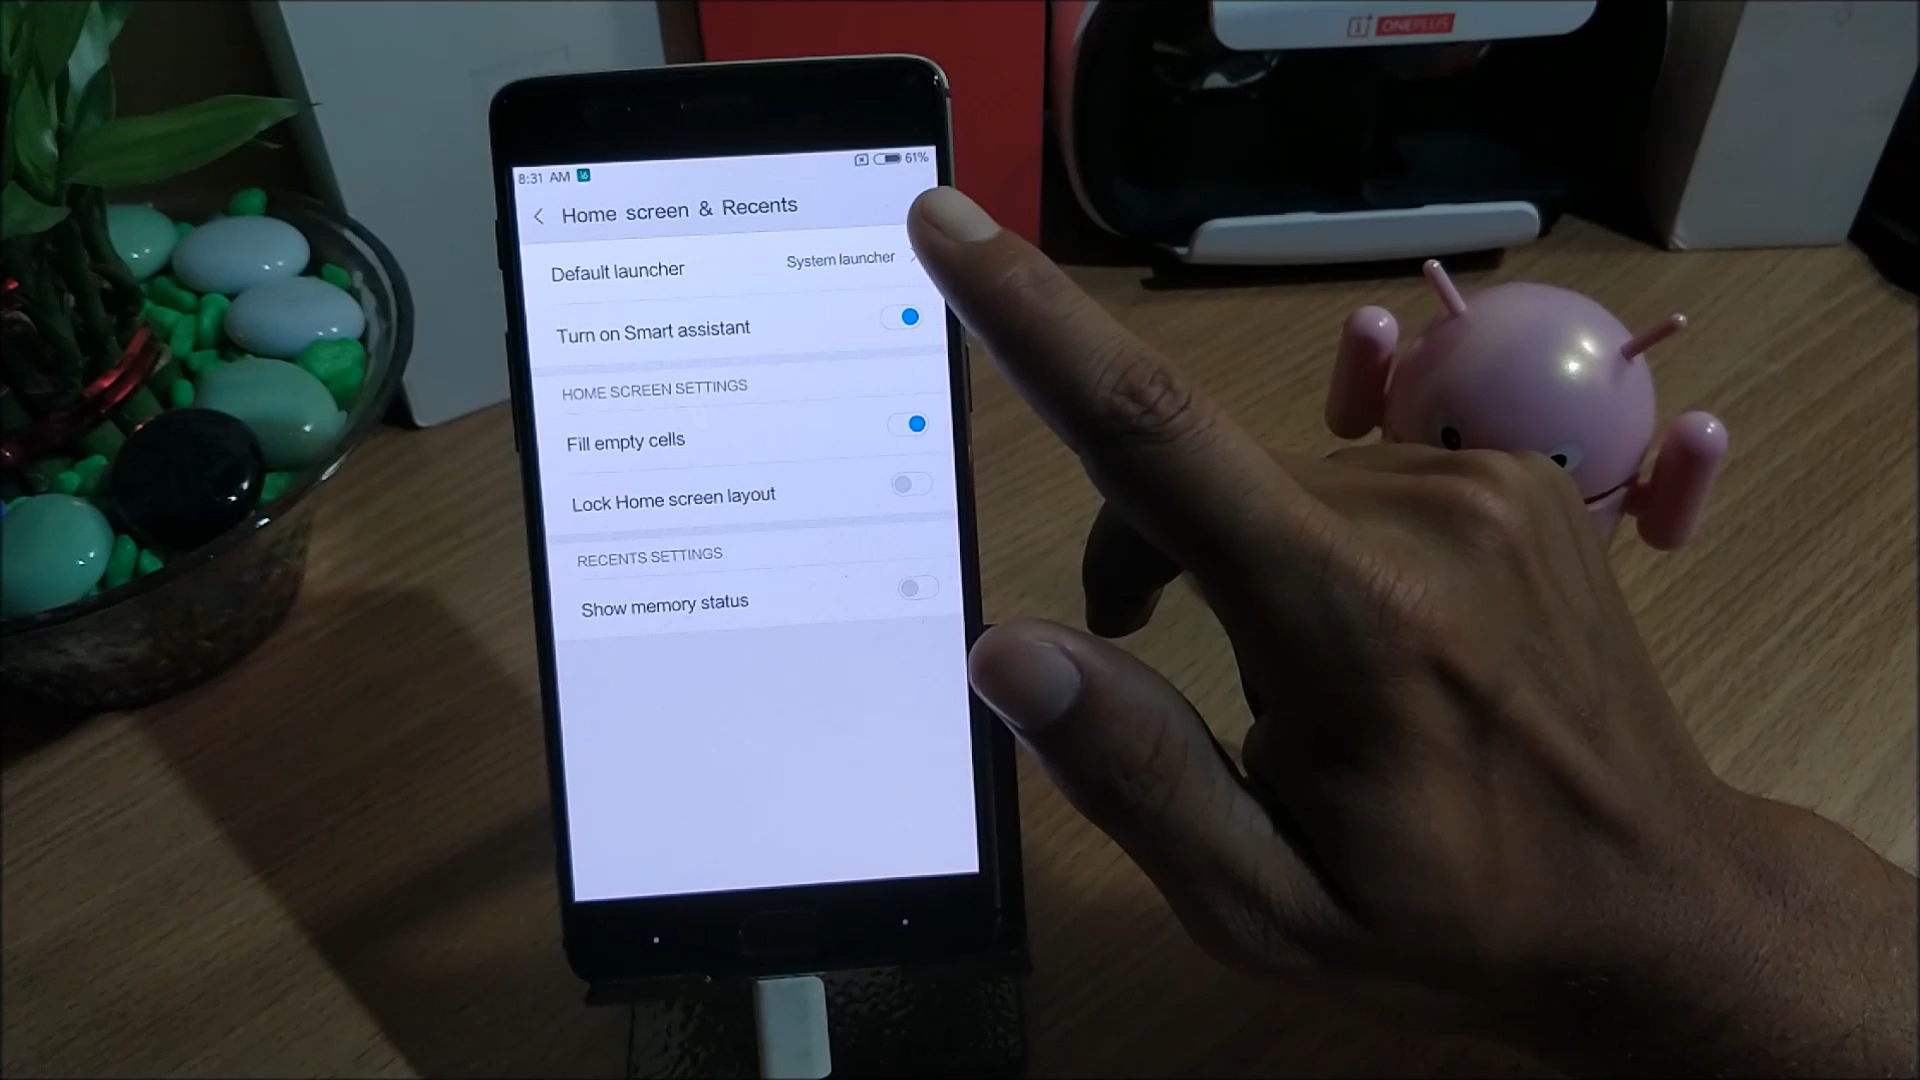 ONEPLUS
8:31 AM
61%
Home screen & Recents
Default launcher
System launcher
Turn on Smart assistant
HOME SCREEN SETTINGS
Fill empty cells
Lock Home screen layout
RECENTS SETTINGS
Show memory status